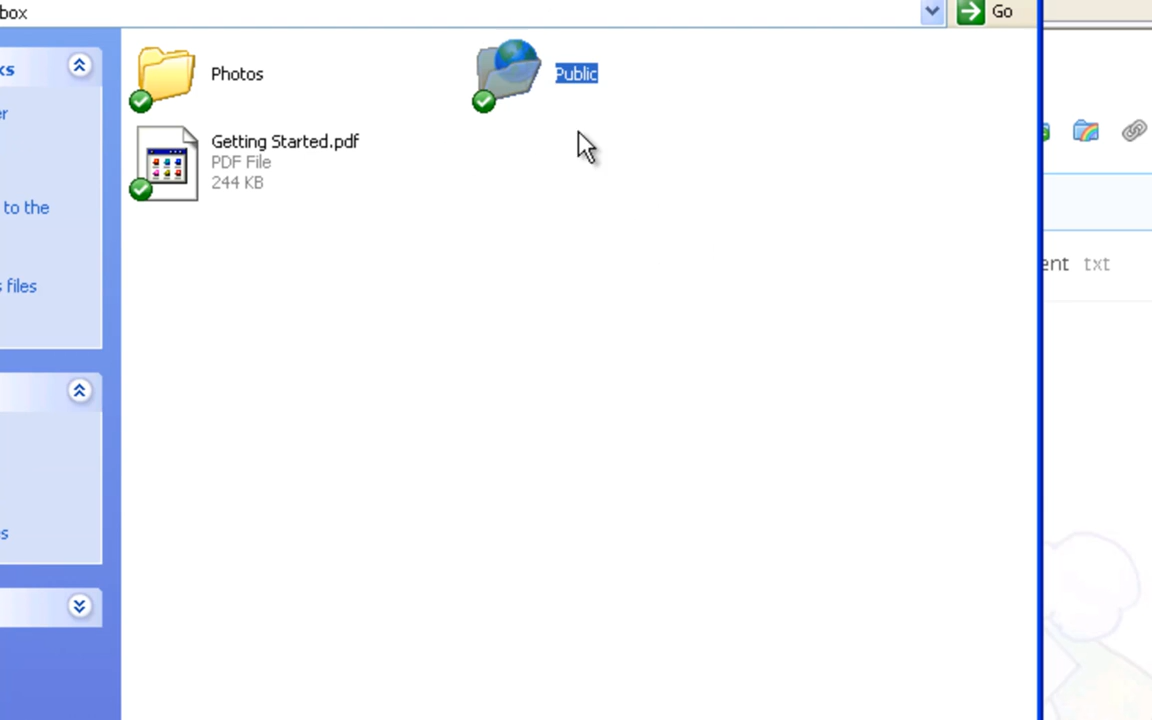 box
Go
ks
Photos
Public
er
Getting Started.pdf
PDF File
244 KB
to the
ent txt
s files
s